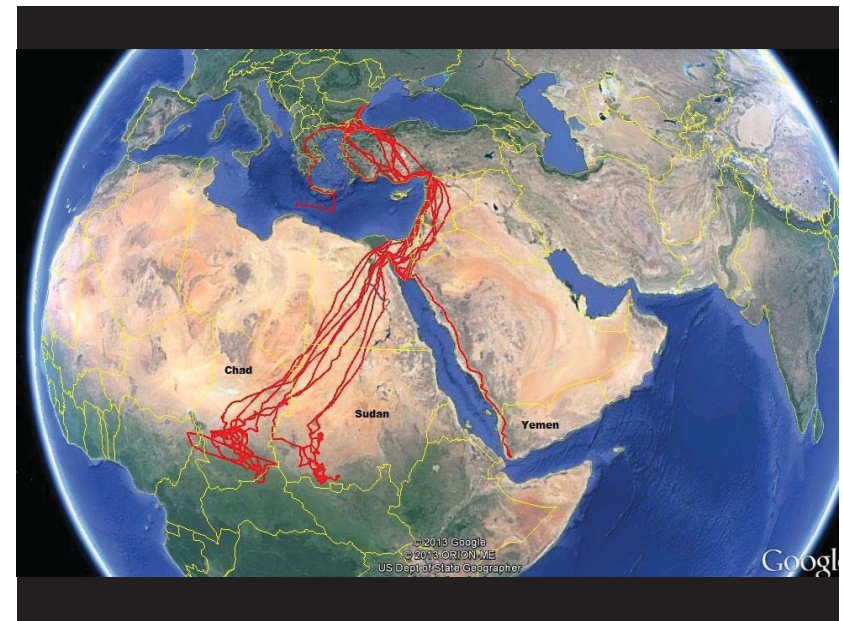 Chad
Sudan
Yemen
© 2013 Google
© 2013 ORION-ME
US Dept of State Geographer
Google